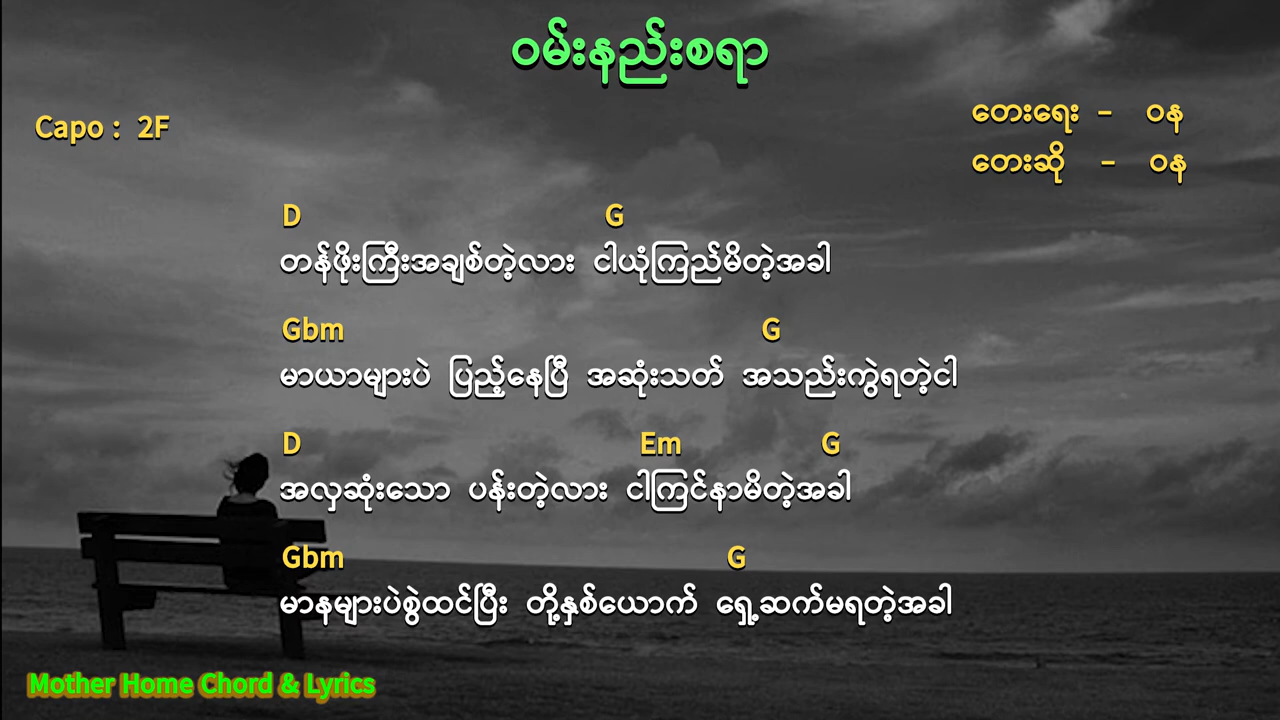 ဝမ်းနည်းစရာ
Capo : 2F
တေးရေး – ဝန
တေးဆို – ဝန
D G
တန်ဖိုးကြီးအချစ်တဲ့လား ငါယုံကြည်မိတဲ့အခါ
Gbm G
မာယာများပဲ ပြည့်နေပြီ အဆုံးသတ် အသည်းကွဲရတဲ့ငါ
D Em G
အလှဆုံးသော ပန်းတဲ့လား ငါကြင်နာမိတဲ့အခါ
Gbm G
မာနများပဲစွဲထင်ပြီး တို့နှစ်ယောက် ရှေ့ဆက်မရတဲ့အခါ
Mother Home Chord & Lyrics